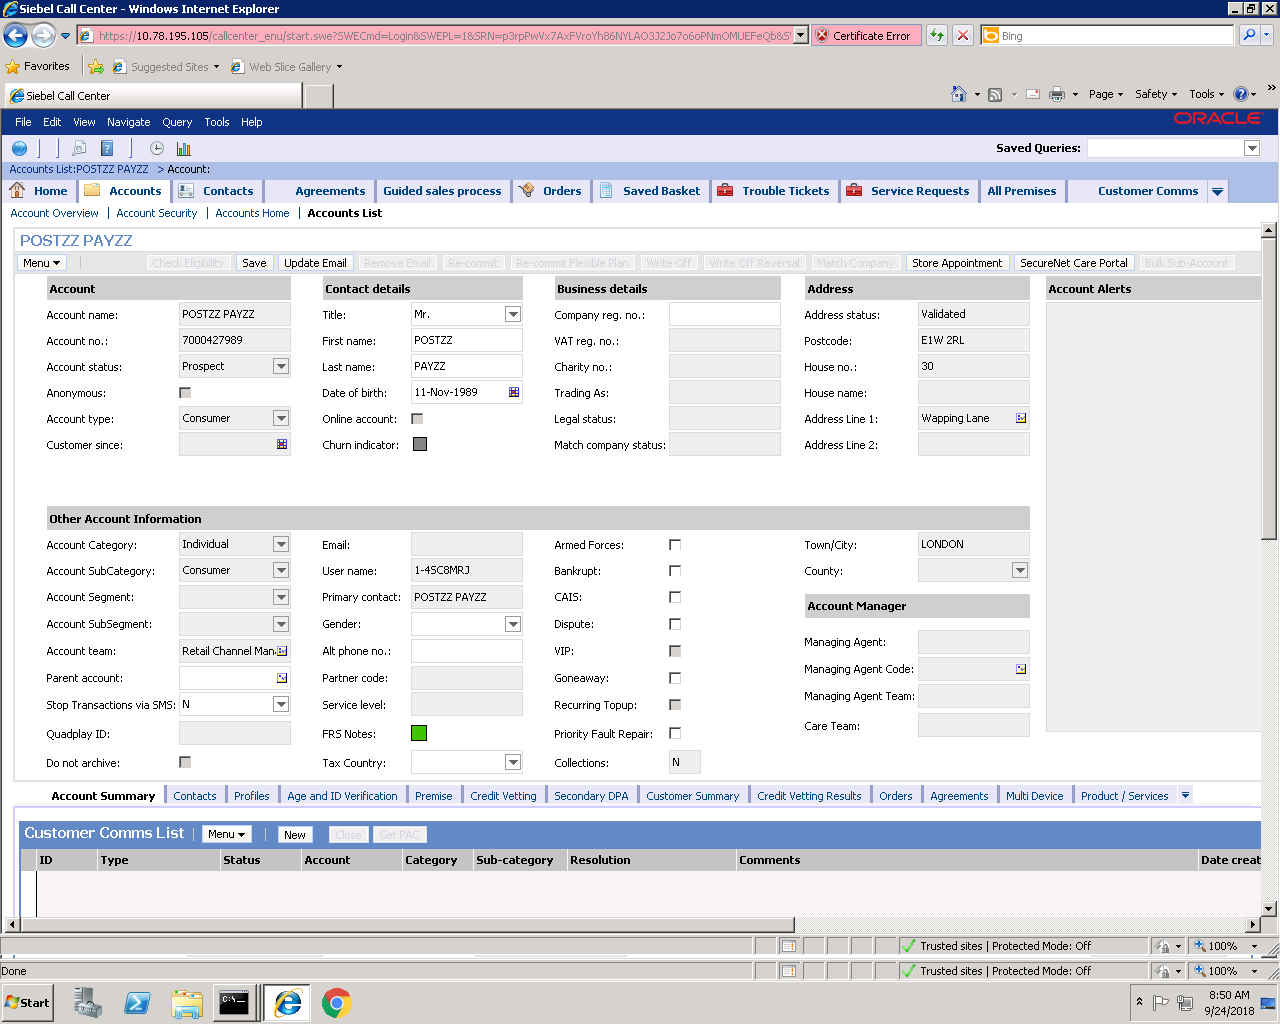 Siebel Call Center - Windows Internet Explorer
Certificate Error
Bing
Favorites Suggested Sites Web Slice Gallery
Siebel Call Center
Page Safety Tools
File Edit View Navigate Query Tools Help
ORACLE
Saved Queries:
Accounts List:POSTZZ PAYZZ > Account:
Home Accounts Contacts Agreements Guided sales process Orders Saved Basket Trouble Tickets Service Requests All Premises Customer Comms
Account Overview | Account Security | Accounts Home | Accounts List
POSTZZ PAYZZ
Menu Check Eligibility Save Update Email Remove Email Re-commit Re-commit Flexible Plan Write Off Write Off Reversal Match Company Store Appointment SecureNet Care Portal Bulk Sub-Account
Account Contact details Business details Address Account Alerts
Account name: POSTZZ PAYZZ Title: Mr. Company reg. no.: Address status: Validated
Account no.: 7000427989 First name: POSTZZ VAT reg. no.: Postcode: E1W 2RL
Account status: Prospect Last name: PAYZZ Charity no.: House no.: 30
Anonymous: Date of birth: 11-Nov-1989 Trading As: House name:
Account type: Consumer Online account: Legal status: Address Line 1: Wapping Lane
Customer since: Churn indicator: Match company status: Address Line 2:
Other Account Information
Account Category: Individual Email: Armed Forces: Town/City: LONDON
Account SubCategory: Consumer User name: 1-4SC8MRJ Bankrupt: County:
Account Segment: Primary contact: POSTZZ PAYZZ CAIS: Account Manager
Account SubSegment: Gender: Dispute:
Account team: Retail Channel Man Alt phone no.: VIP: Managing Agent:
Parent account: Partner code: Goneaway: Managing Agent Code:
Stop Transactions via SMS: N Service level: Recurring Topup: Managing Agent Team:
Quadplay ID: FRS Notes: Priority Fault Repair: Care Team:
Do not archive: Tax Country: Collections: N
Account Summary Contacts Profiles Age and ID Verification Premise Credit Vetting Secondary DPA Customer Summary Credit Vetting Results Orders Agreements Multi Device Product / Services
Customer Comms List Menu New Close Get PAC
ID Type Status Account Category Sub-category Resolution Comments Date creat
Trusted sites | Protected Mode: Off 100%
Done Trusted sites | Protected Mode: Off 100%
Start 8:50 AM
9/24/2018